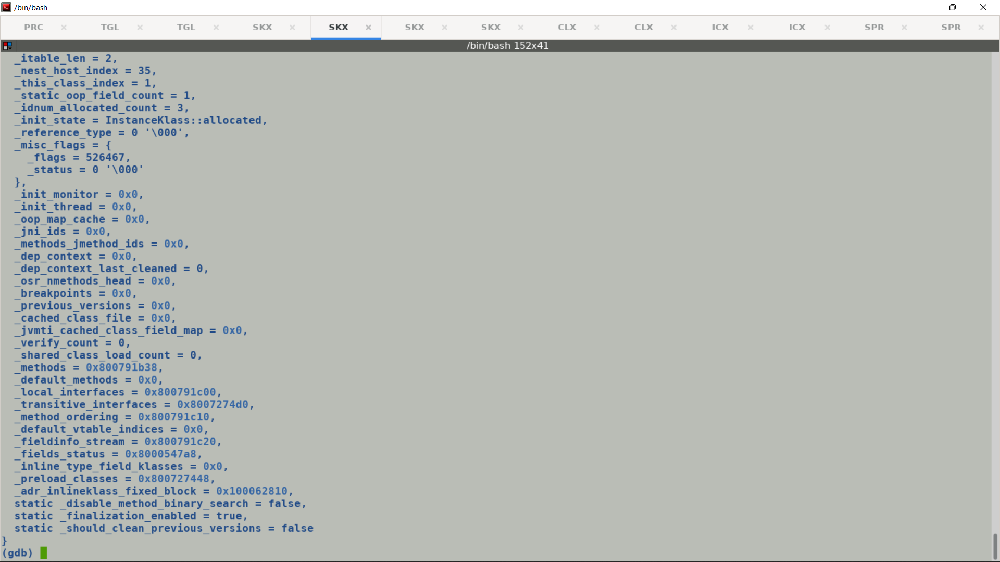 /bin/bash
PRC × TGL × TGL × SKX × SKX × SKX × SKX × CLX × CLX × ICX × ICX × SPR × SPR ×
/bin/bash 152x41
  _itable_len = 2,
  _nest_host_index = 35,
  _this_class_index = 1,
  _static_oop_field_count = 1,
  _idnum_allocated_count = 3,
  _init_state = InstanceKlass::allocated,
  _reference_type = 0 '\000',
  _misc_flags = {
    _flags = 526467,
    _status = 0 '\000'
  },
  _init_monitor = 0x0,
  _init_thread = 0x0,
  _oop_map_cache = 0x0,
  _jni_ids = 0x0,
  _methods_jmethod_ids = 0x0,
  _dep_context = 0x0,
  _dep_context_last_cleaned = 0,
  _osr_nmethods_head = 0x0,
  _breakpoints = 0x0,
  _previous_versions = 0x0,
  _cached_class_file = 0x0,
  _jvmti_cached_class_field_map = 0x0,
  _verify_count = 0,
  _shared_class_load_count = 0,
  _methods = 0x800791b38,
  _default_methods = 0x0,
  _local_interfaces = 0x800791c00,
  _transitive_interfaces = 0x8007274d0,
  _method_ordering = 0x800791c10,
  _default_vtable_indices = 0x0,
  _fieldinfo_stream = 0x800791c20,
  _fields_status = 0x8000547a8,
  _inline_type_field_klasses = 0x0,
  _preload_classes = 0x800727448,
  _adr_inlineklass_fixed_block = 0x100062810,
  static _disable_method_binary_search = false,
  static _finalization_enabled = true,
  static _should_clean_previous_versions = false
}
(gdb)